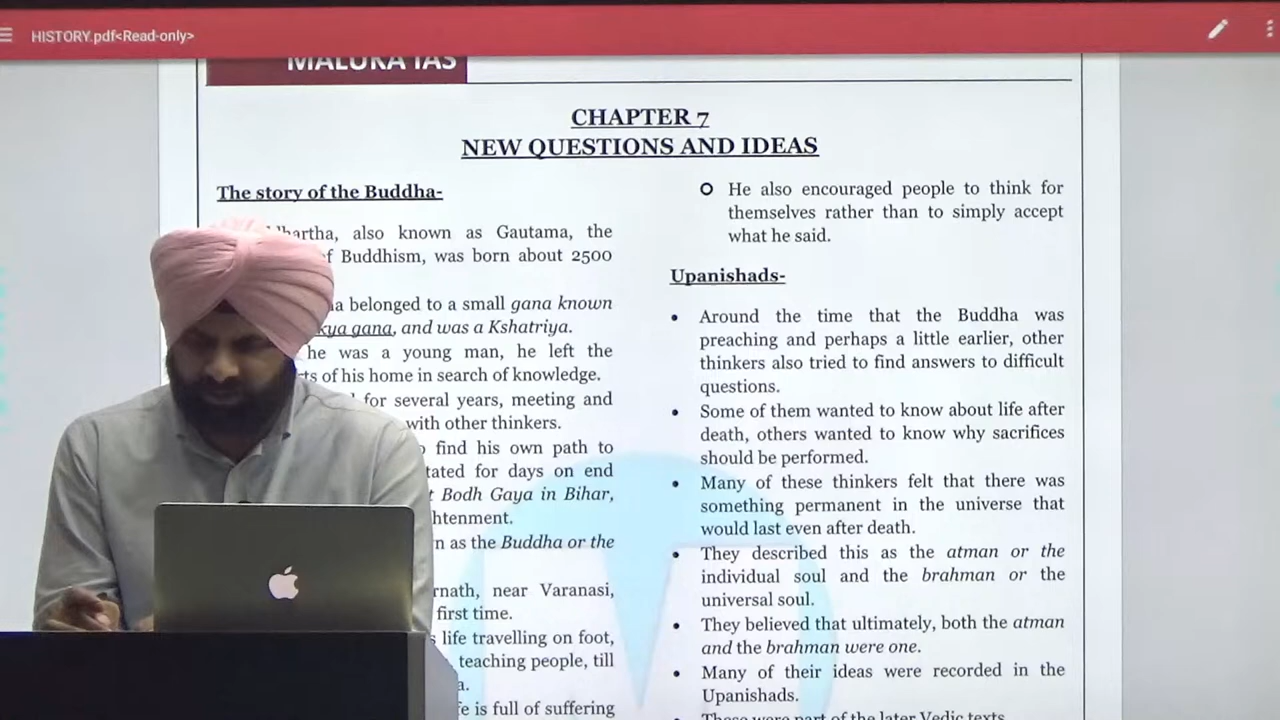 HISTORY.pdf<Read-only>
MALUKA IAS
CHAPTER 7
NEW QUESTIONS AND IDEAS
The story of the Buddha-
also known as Gautama, the
Buddhism, was born about 2500
belonged to a small gana known
gana, and was a Kshatriya.
he was a young man, he left the
of his home in search of knowledge.
for several years, meeting and
with other thinkers.
find his own path to
for days on end
Bodh Gaya in Bihar,
as the Buddha or the
near Varanasi,
first time.
life travelling on foot,
teaching people, till
is full of suffering
He also encouraged people to think for
themselves rather than to simply accept
what he said.
Upanishads-
• Around the time that the Buddha was
preaching and perhaps a little earlier, other
thinkers also tried to find answers to difficult
questions.
• Some of them wanted to know about life after
death, others wanted to know why sacrifices
should be performed.
• Many of these thinkers felt that there was
something permanent in the universe that
would last even after death.
• They described this as the atman or the
individual soul and the brahman or the
universal soul.
• They believed that ultimately, both the atman
and the brahman were one.
• Many of their ideas were recorded in the
Upanishads.
These were part of the later Vedic texts